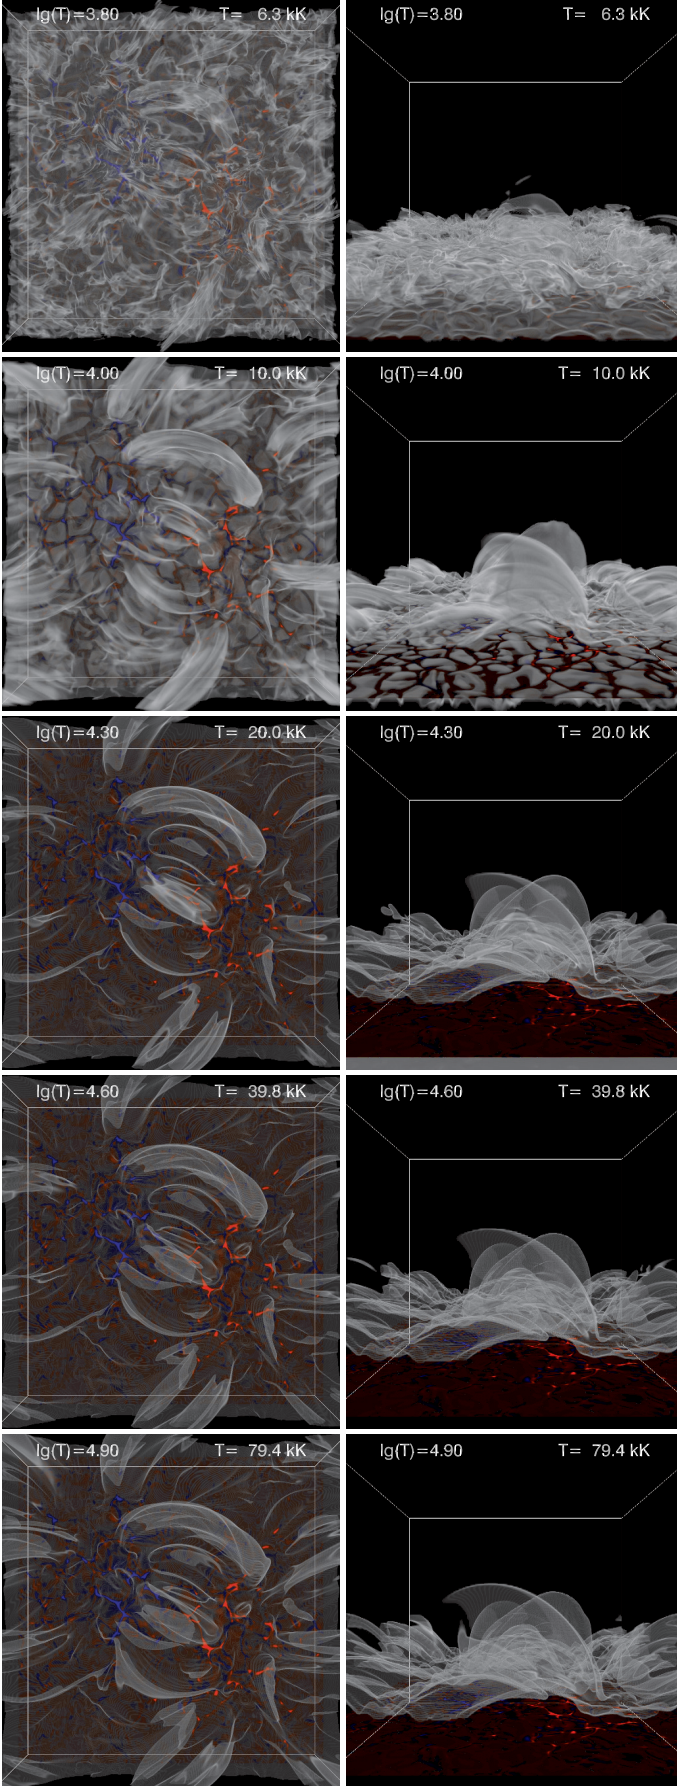 lg(T)=3.80 T= 6.3 kK lg(T)=3.80 T= 6.3 kK
lg(T)=4.00 T= 10.0 kK lg(T)=4.00 T= 10.0 kK
lg(T)=4.30 T= 20.0 kK lg(T)=4.30 T= 20.0 kK
lg(T)=4.60 T= 39.8 kK lg(T)=4.60 T= 39.8 kK
lg(T)=4.90 T= 79.4 kK lg(T)=4.90 T= 79.4 kK